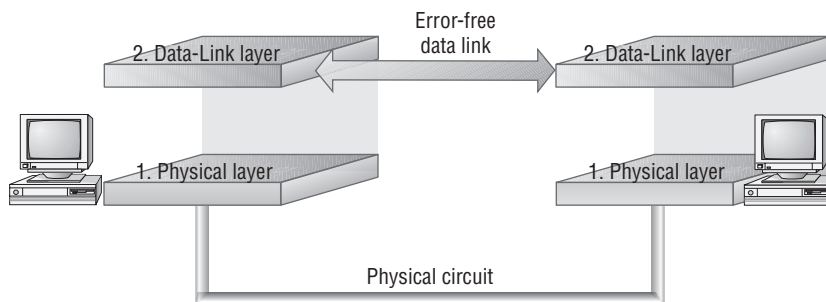 Error-free
data link
2. Data-Link layer
2. Data-Link layer
1. Physical layer
1. Physical layer
Physical circuit